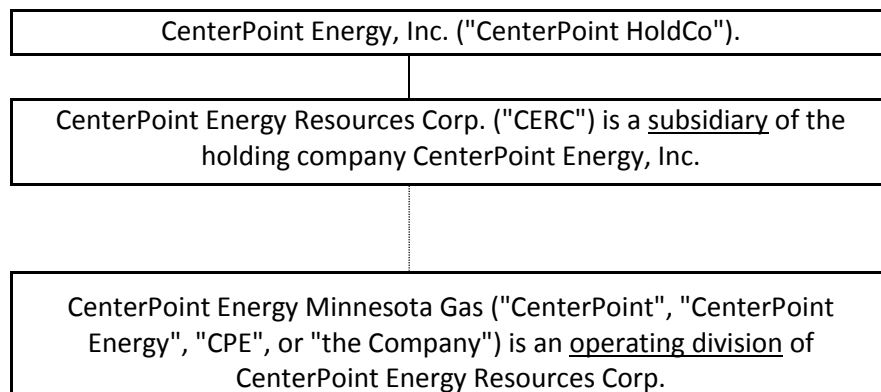 CenterPoint Energy, Inc. ("CenterPoint HoldCo").
CenterPoint Energy Resources Corp. ("CERC") is a subsidiary of the
holding company CenterPoint Energy, Inc.
CenterPoint Energy Minnesota Gas ("CenterPoint", "CenterPoint
Energy", "CPE", or "the Company") is an operating division of
CenterPoint Energy Resources Corp.